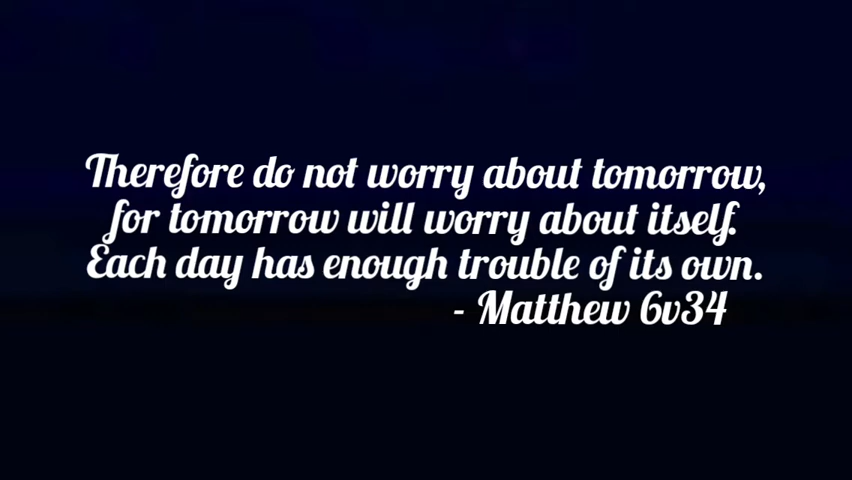 Therefore do not worry about tomorrow,
for tomorrow will worry about itself.
Each day has enough trouble of its own.
- Matthew 6v34